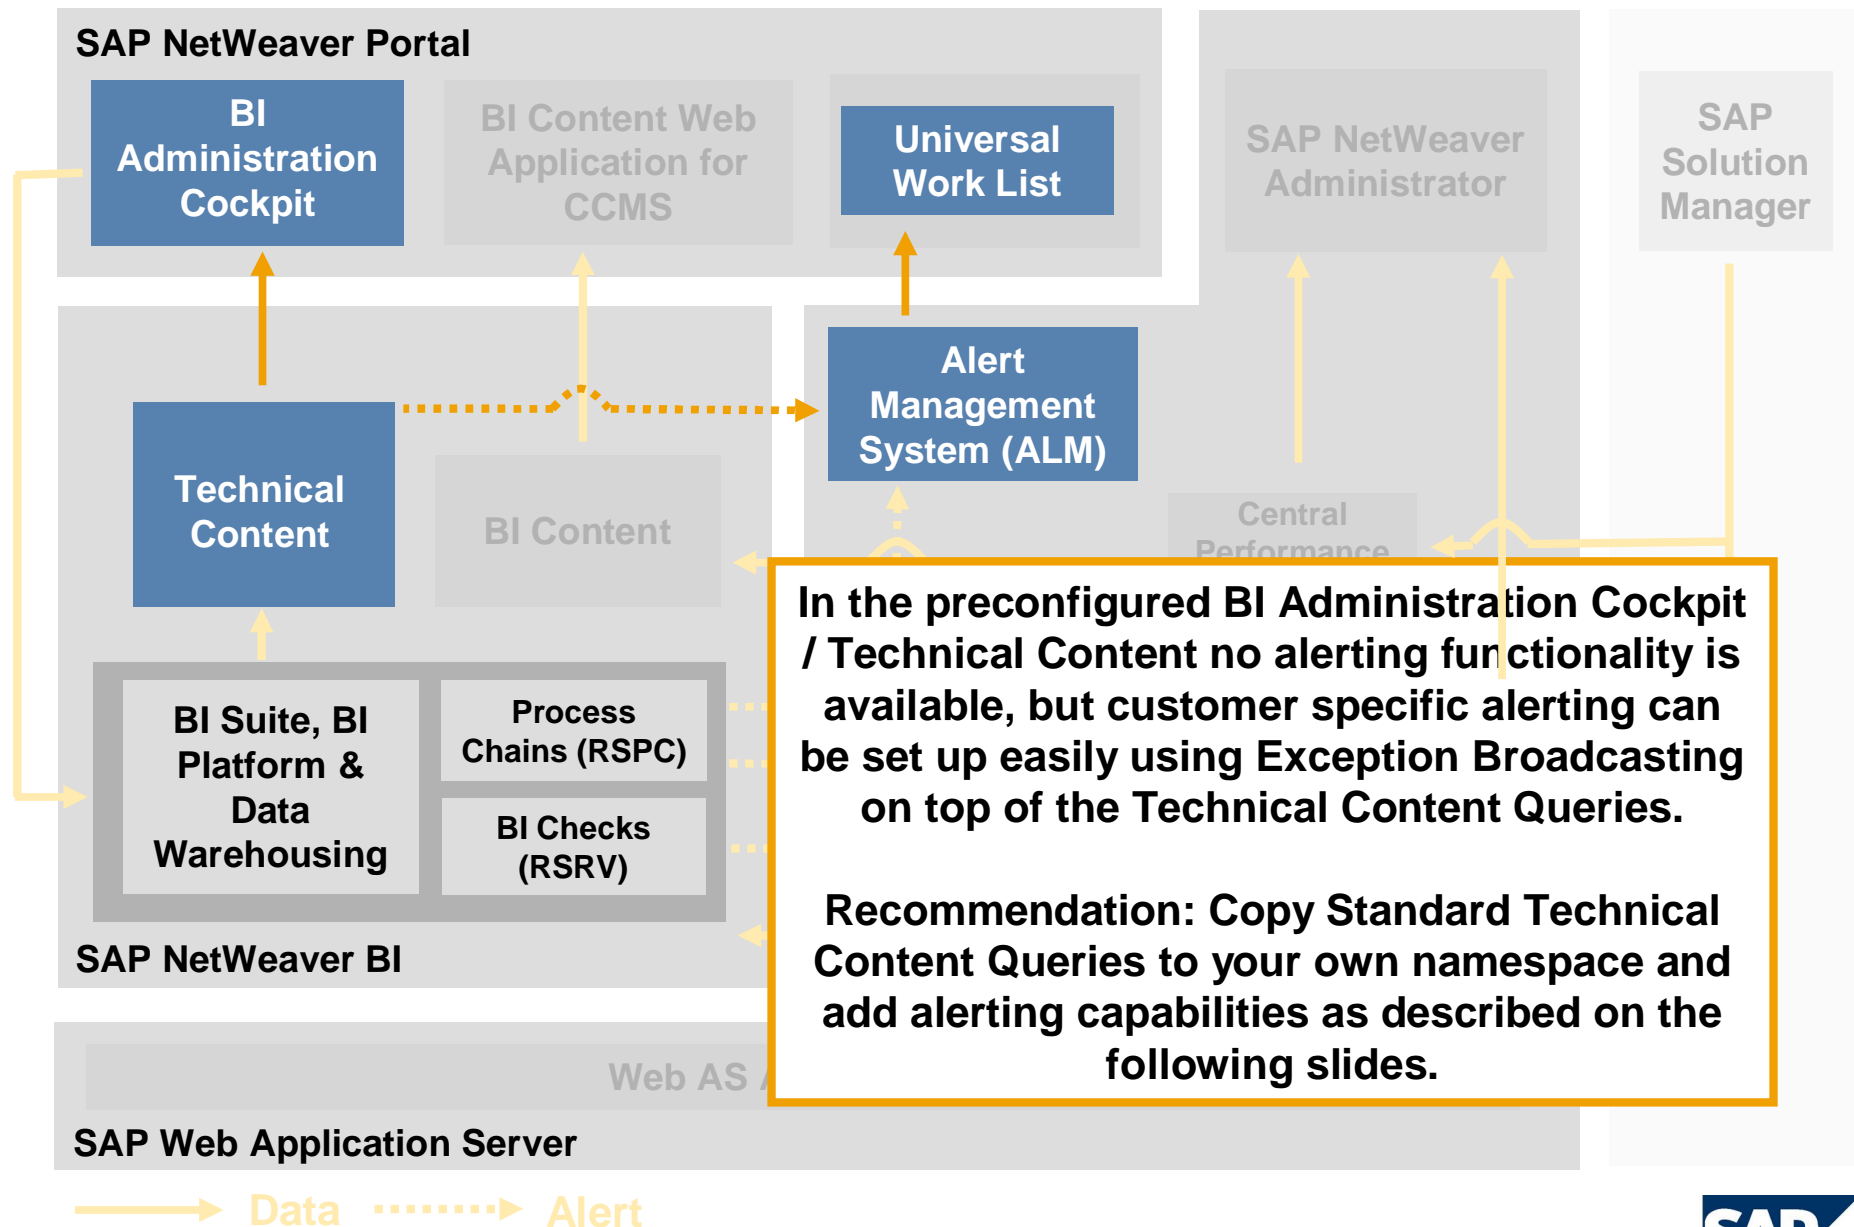 SAP NetWeaver Portal
BI
Administration
Cockpit
BI Content Web
Application for
CCMS
Universal
Work List
SAP NetWeaver
Administrator
SAP
Solution
Manager
Alert
Management
System (ALM)
Technical
Content
BI Content
Central
Performance
In the preconfigured BI Administration Cockpit
/ Technical Content no alerting functionality is
available, but customer specific alerting can
be set up easily using Exception Broadcasting
on top of the Technical Content Queries.
Recommendation: Copy Standard Technical
Content Queries to your own namespace and
add alerting capabilities as described on the
following slides.
BI Suite, BI
Platform &
Data
Warehousing
Process
Chains (RSPC)
BI Checks
(RSRV)
SAP NetWeaver BI
Web AS
SAP Web Application Server
Data
Alert
SAP